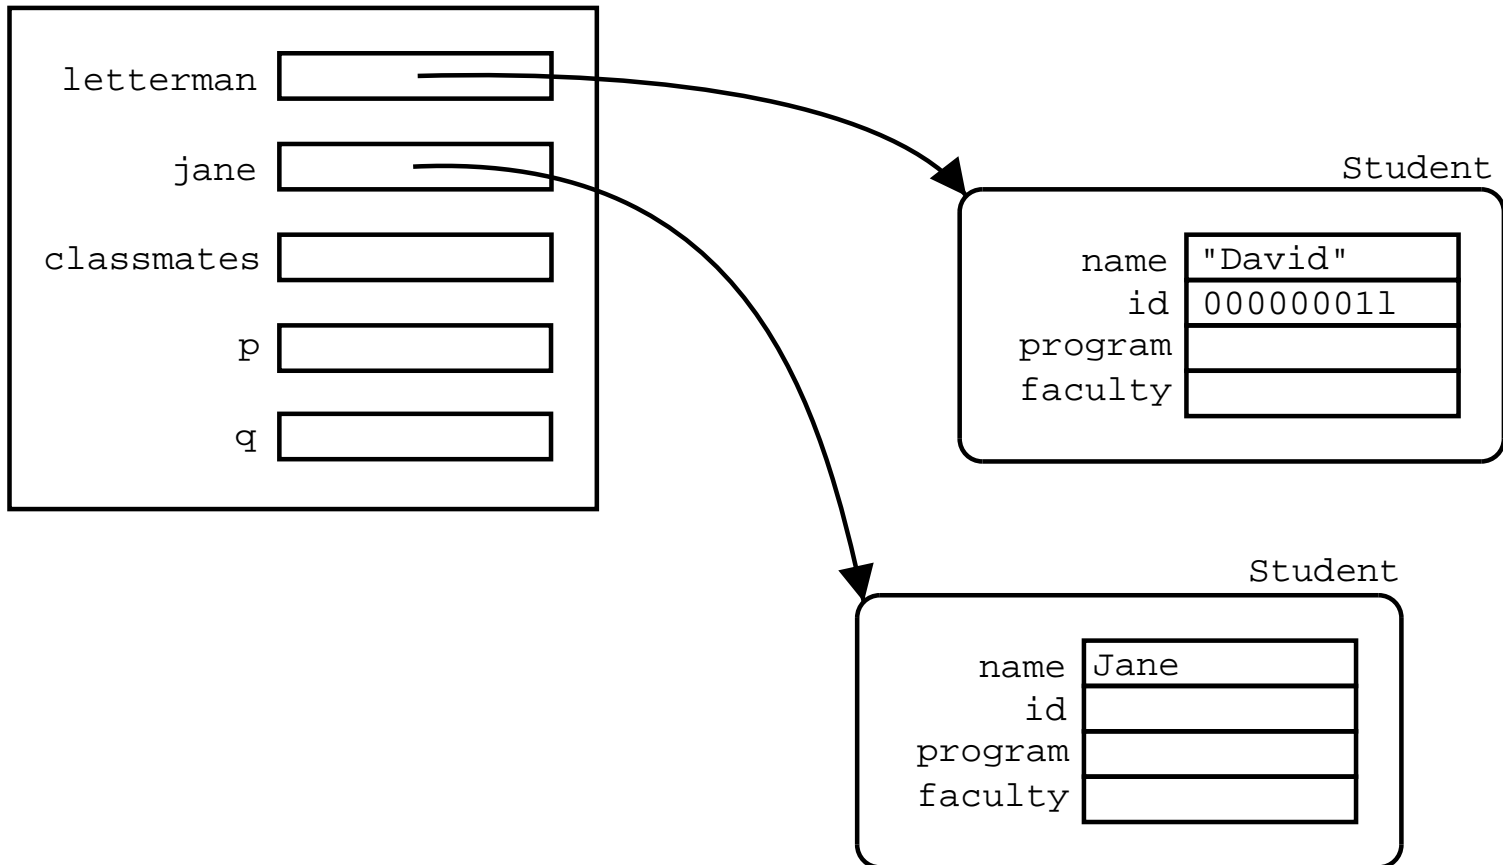 letterman
jane
classmates
p
q
Student
name "David"
id 00000001l
program
faculty
Student
name Jane
id
program
faculty